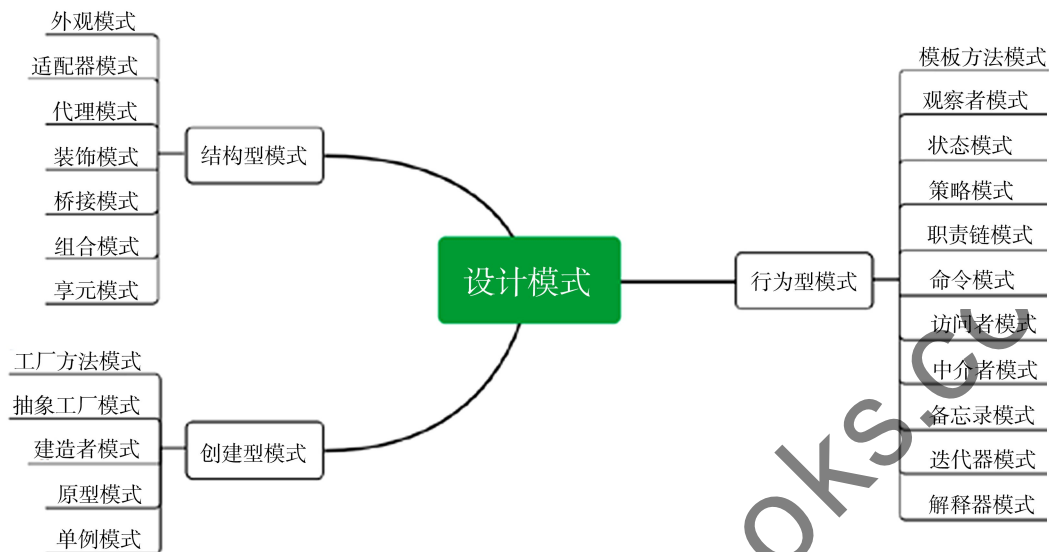 外观模式
适配器模式
代理模式
装饰模式
桥接模式
组合模式
享元模式
结构型模式
工厂方法模式
抽象工厂模式
建造者模式
原型模式
单例模式
创建型模式
设计模式
行为型模式
模板方法模式
观察者模式
状态模式
策略模式
职责链模式
命令模式
访问者模式
中介者模式
备忘录模式
迭代器模式
解释器模式
oks.cc